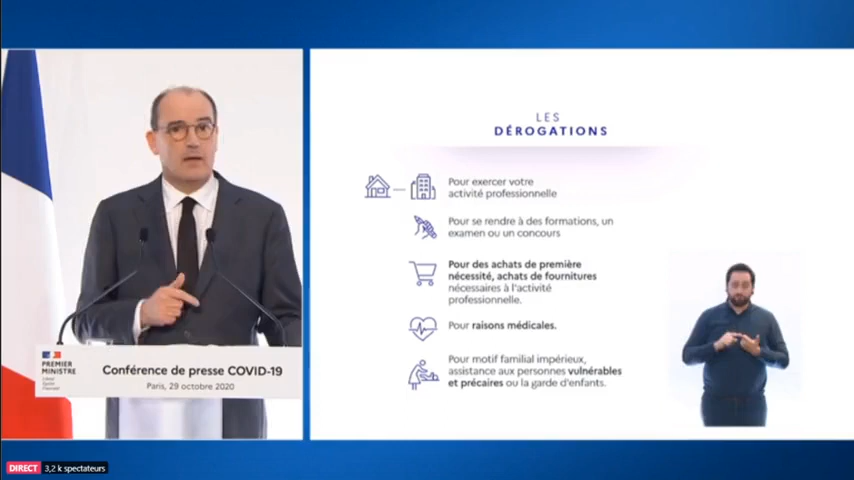 LES
DÉROGATIONS
Pour exercer votre
activité professionnelle
Pour se rendre à des formations, un
examen ou un concours
Pour des achats de première
nécessité, achats de fournitures
nécessaires à l'activité
professionnelle.
Pour raisons médicales.
Pour motif familial impérieux,
assistance aux personnes vulnérables
et précaires ou la garde d'enfants.
PREMIER
MINISTRE
Liberté
Égalité
Fraternité
Conférence de presse COVID-19
Paris, 29 octobre 2020
DIRECT 3,2 k spectateurs